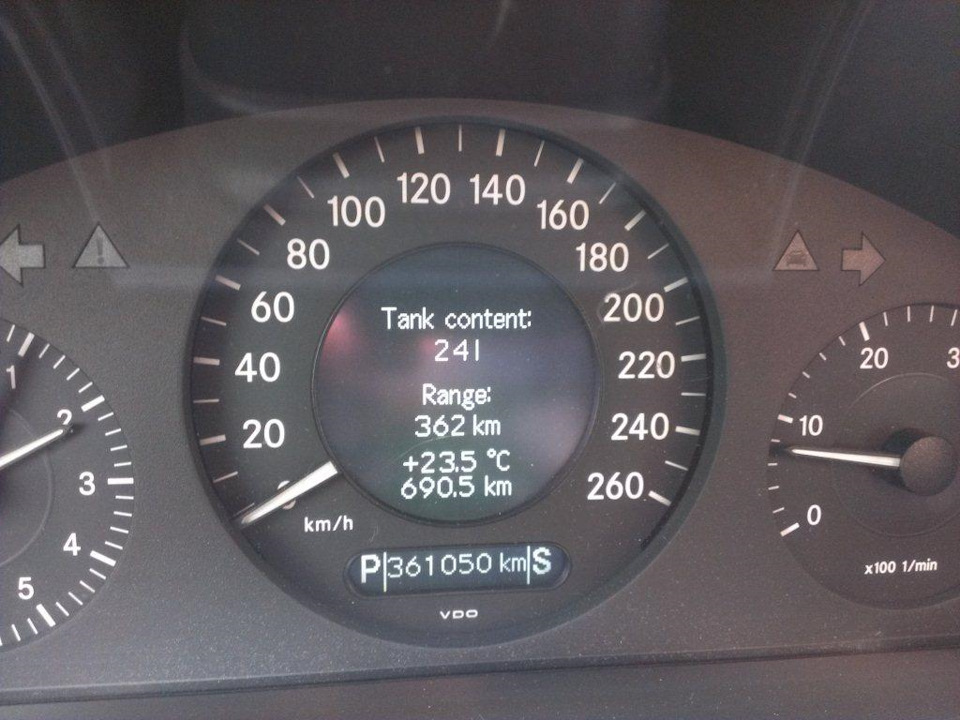 120 140
100 160
80 180
60 200
40 220
20 240
0 260
km/h
Tank content:
24l
Range:
362 km
+23.5 °C
690.5 km
P 361050 km S
VDO
1
2
3
4
5
20
10
0
x100 1/min